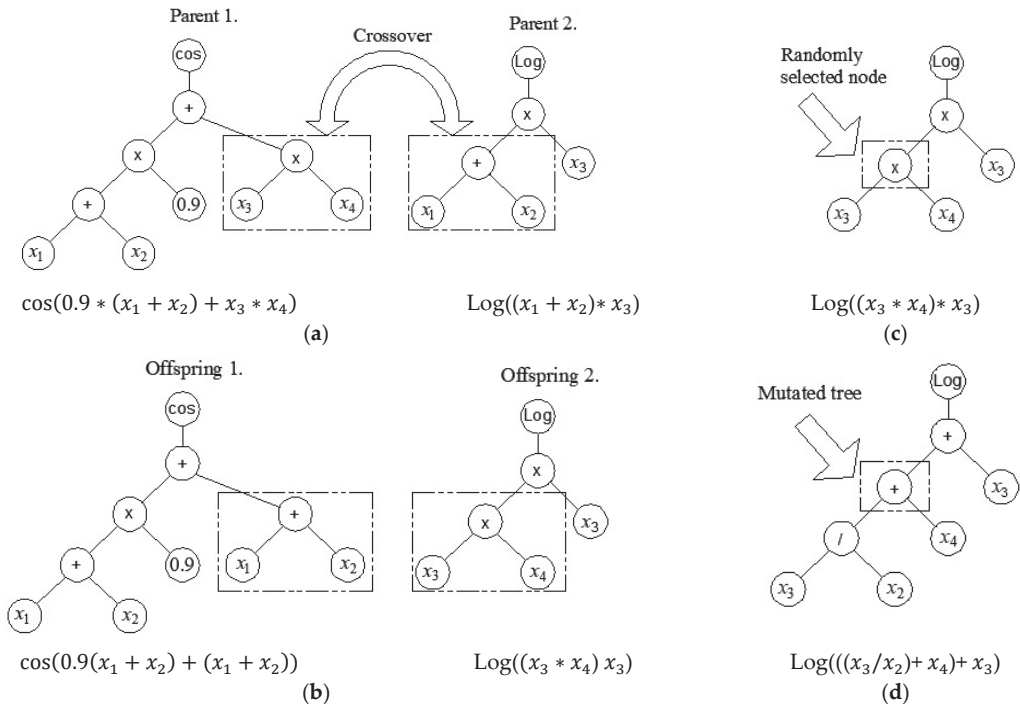 Parent 1.
Crossover
Parent 2.
cos
+
x
x
+
0.9
x₃
x₄
x₁
x₂
Log
x
+
x₃
x₁
x₂
cos(0.9 * (x₁ + x₂) + x₃ * x₄)
Log((x₁ + x₂)* x₃)
(a)
Randomly
selected node
Log
x
x
x₃
x₃
x₄
Log((x₃ * x₄)* x₃)
(c)
Offspring 1.
Offspring 2.
cos
+
x
+
+
0.9
x₁
x₂
x₁
x₂
Log
x
x
x₃
x₃
x₄
cos(0.9(x₁ + x₂) + (x₁ + x₂))
Log((x₃ * x₄) x₃)
(b)
Mutated tree
Log
+
+
x₃
/
x₄
x₃
x₂
Log(((x₃/x₂)+ x₄)+ x₃)
(d)